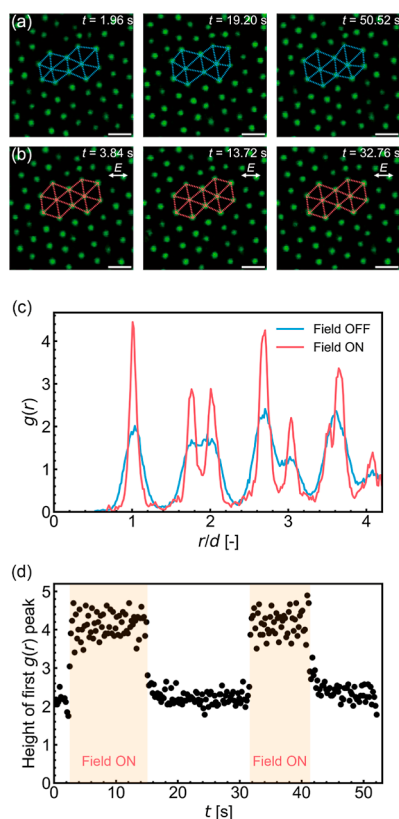 (a)
t = 1.96 s
t = 19.20 s
t = 50.52 s
(b)
t = 3.84 s
E
t = 13.72 s
E
t = 32.76 s
E
(c)
g(r)
4
3
2
1
0
Field OFF
Field ON
0 1 2 3 4
r/d [-]
(d)
Height of first g(r) peak
5
4
3
2
1
0
Field ON
Field ON
0 10 20 30 40 50
t [s]